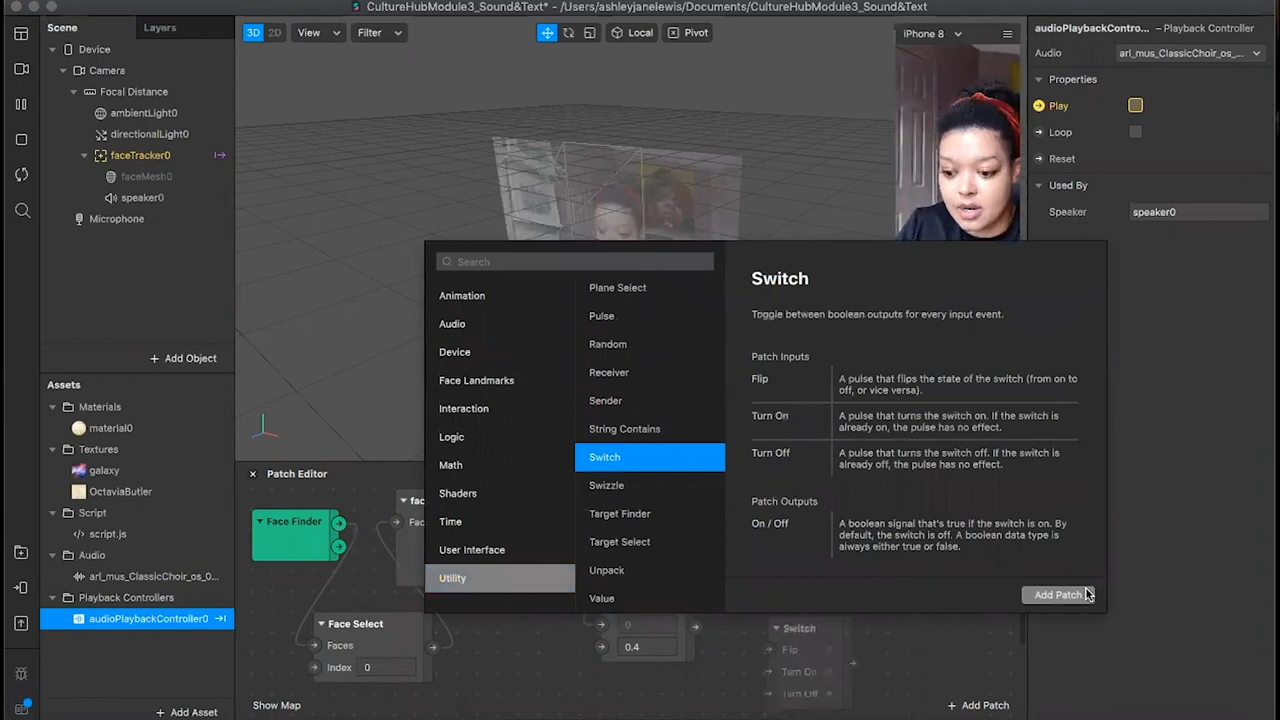 CultureHubModule3_Sound&Text* - /Users/ashleyjanelewis/Documents/CultureHubModule3_Sound&Text
Scene
Layers
Device
Camera
Focal Distance
ambientLight0
directionalLight0
faceTracker0
faceMesh0
speaker0
Microphone
+ Add Object
Assets
Materials
material0
Textures
galaxy
OctaviaButler
Script
script.js
Audio
arl_mus_ClassicChoir_os_0...
Playback Controllers
audioPlaybackController0
+ Add Asset
3D 2D View Filter
Local Pivot
iPhone 8
audioPlaybackContro... – Playback Controller
Audio arl_mus_ClassicChoir_os_...
Properties
Play
Loop
Reset
Used By
Speaker speaker0
Search
Animation
Audio
Device
Face Landmarks
Interaction
Logic
Math
Shaders
Time
User Interface
Utility
Plane Select
Pulse
Random
Receiver
Sender
String Contains
Switch
Swizzle
Target Finder
Target Select
Unpack
Value
Switch
Toggle between boolean outputs for every input event.
Patch Inputs
Flip A pulse that flips the state of the switch (from on to
off, or vice versa).
Turn On A pulse that turns the switch on. If the switch is
already on, the pulse has no effect.
Turn Off A pulse that turns the switch off. If the switch is
already off, the pulse has no effect.
Patch Outputs
On / Off A boolean signal that's true if the switch is on. By
default, the switch is off. A boolean data type is
always either true or false.
Add Patch
Patch Editor
Face Finder
fac
Fac
Face Select
Faces
Index 0
0
0.4
Switch
Flip
Turn On
Turn Off
Show Map
+ Add Patch